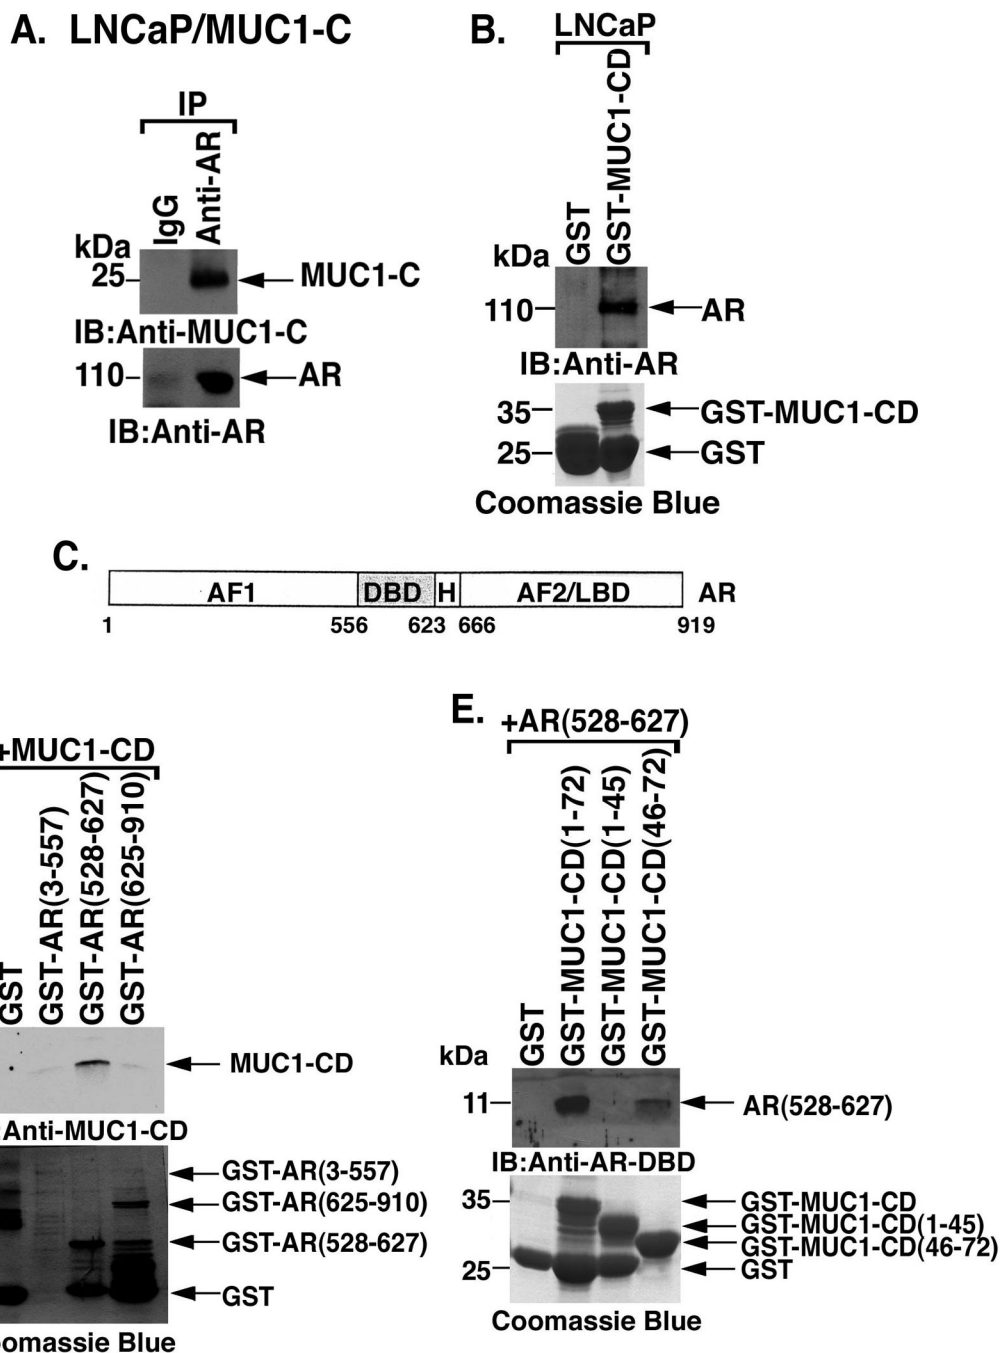 A. LNCaP/MUC1-C
IP
IgG
Anti-AR
kDa
25
MUC1-C
IB:Anti-MUC1-C
110
AR
IB:Anti-AR
B.
LNCaP
GST
GST-MUC1-CD
kDa
110
AR
IB:Anti-AR
35
GST-MUC1-CD
25
GST
Coomassie Blue
C.
AF1 DBD H AF2/LBD AR
1 556 623 666 919
+MUC1-CD
GST
GST-AR(3-557)
GST-AR(528-627)
GST-AR(625-910)
MUC1-CD
:Anti-MUC1-CD
GST-AR(3-557)
GST-AR(625-910)
GST-AR(528-627)
GST
omassie Blue
E.
+AR(528-627)
GST
GST-MUC1-CD(1-72)
GST-MUC1-CD(1-45)
GST-MUC1-CD(46-72)
kDa
11
AR(528-627)
IB:Anti-AR-DBD
35
GST-MUC1-CD
GST-MUC1-CD(1-45)
GST-MUC1-CD(46-72)
25
GST
Coomassie Blue